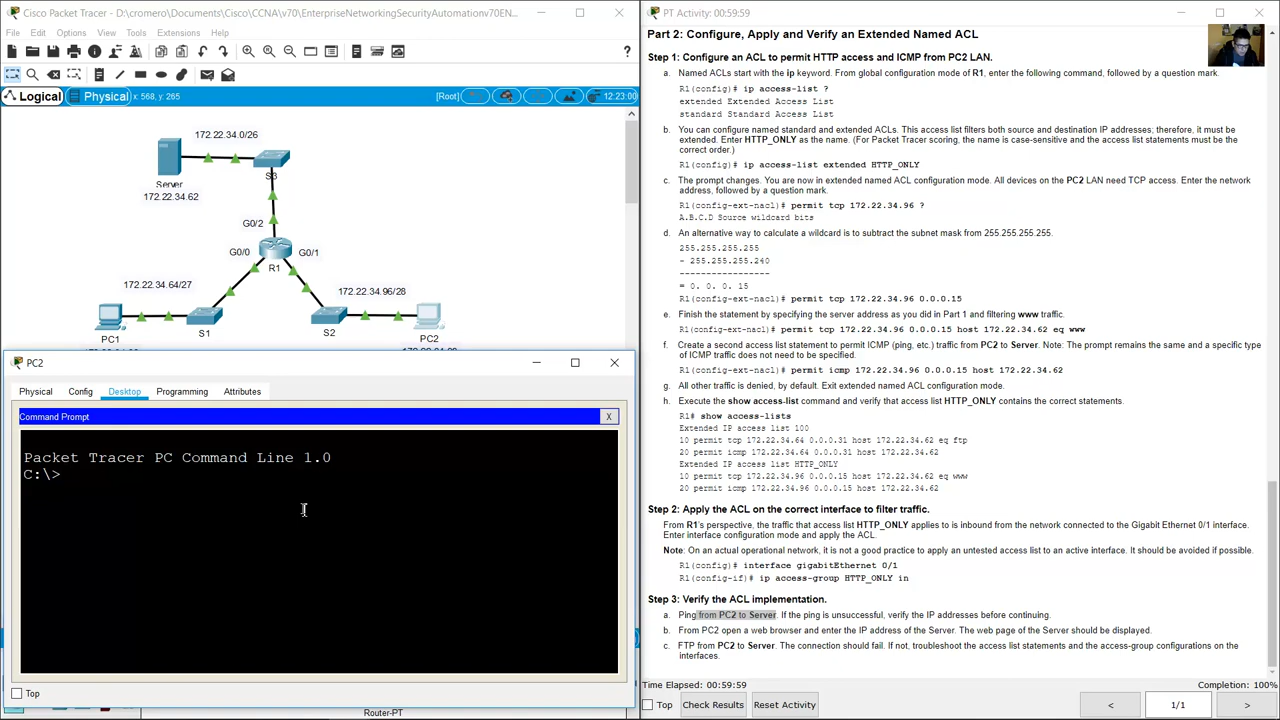 Cisco Packet Tracer - C:\Users\cromero\Documents\Cisco\CCNA\v70\EnterpriseNetworkingSecurityAutomationv70EN...
File Edit Options View Tools Extensions Help
?
Logical Physical x: 568, y: 265 [Root] 12:23:00
172.22.34.0/26
Server
172.22.34.62
S3
G0/2
G0/0 G0/1
R1
172.22.34.64/27
172.22.34.96/28
S1 S2
PC1 PC2
PC2
Physical Config Desktop Programming Attributes
Command Prompt X
Packet Tracer PC Command Line 1.0
C:\>
Top
Router-PT
PT Activity: 00:59:59
Part 2: Configure, Apply and Verify an Extended Named ACL
Step 1: Configure an ACL to permit HTTP access and ICMP from PC2 LAN.
a. Named ACLs start with the ip keyword. From global configuration mode of R1, enter the following command, followed by a question mark.
R1(config)# ip access-list ?
extended Extended Access List
standard Standard Access List
b. You can configure named standard and extended ACLs. This access list filters both source and destination IP addresses; therefore, it must be
extended. Enter HTTP_ONLY as the name. (For Packet Tracer scoring, the name is case-sensitive and the access list statements must be the
correct order.)
R1(config)# ip access-list extended HTTP_ONLY
c. The prompt changes. You are now in extended named ACL configuration mode. All devices on the PC2 LAN need TCP access. Enter the network
address, followed by a question mark.
R1(config-ext-nacl)# permit tcp 172.22.34.96 ?
A.B.C.D Source wildcard bits
d. An alternative way to calculate a wildcard is to subtract the subnet mask from 255.255.255.255.
255.255.255.255
- 255.255.255.240
-----------------
= 0. 0. 0. 15
R1(config-ext-nacl)# permit tcp 172.22.34.96 0.0.0.15
e. Finish the statement by specifying the server address as you did in Part 1 and filtering www traffic.
R1(config-ext-nacl)# permit tcp 172.22.34.96 0.0.0.15 host 172.22.34.62 eq www
f. Create a second access list statement to permit ICMP (ping, etc.) traffic from PC2 to Server. Note: The prompt remains the same and a specific type
of ICMP traffic does not need to be specified.
R1(config-ext-nacl)# permit icmp 172.22.34.96 0.0.0.15 host 172.22.34.62
g. All other traffic is denied, by default. Exit extended named ACL configuration mode.
h. Execute the show access-list command and verify that access list HTTP_ONLY contains the correct statements.
R1# show access-lists
Extended IP access list 100
10 permit tcp 172.22.34.64 0.0.0.31 host 172.22.34.62 eq ftp
20 permit icmp 172.22.34.64 0.0.0.31 host 172.22.34.62
Extended IP access list HTTP_ONLY
10 permit tcp 172.22.34.96 0.0.0.15 host 172.22.34.62 eq www
20 permit icmp 172.22.34.96 0.0.0.15 host 172.22.34.62
Step 2: Apply the ACL on the correct interface to filter traffic.
From R1's perspective, the traffic that access list HTTP_ONLY applies to is inbound from the network connected to the Gigabit Ethernet 0/1 interface.
Enter interface configuration mode and apply the ACL.
Note: On an actual operational network, it is not a good practice to apply an untested access list to an active interface. It should be avoided if possible.
R1(config)# interface gigabitEthernet 0/1
R1(config-if)# ip access-group HTTP_ONLY in
Step 3: Verify the ACL implementation.
a. Ping from PC2 to Server. If the ping is unsuccessful, verify the IP addresses before continuing.
b. From PC2 open a web browser and enter the IP address of the Server. The web page of the Server should be displayed.
c. FTP from PC2 to Server. The connection should fail. If not, troubleshoot the access list statements and the access-group configurations on the
interfaces.
Time Elapsed: 00:59:59 Completion: 100%
Top Check Results Reset Activity < 1/1 >